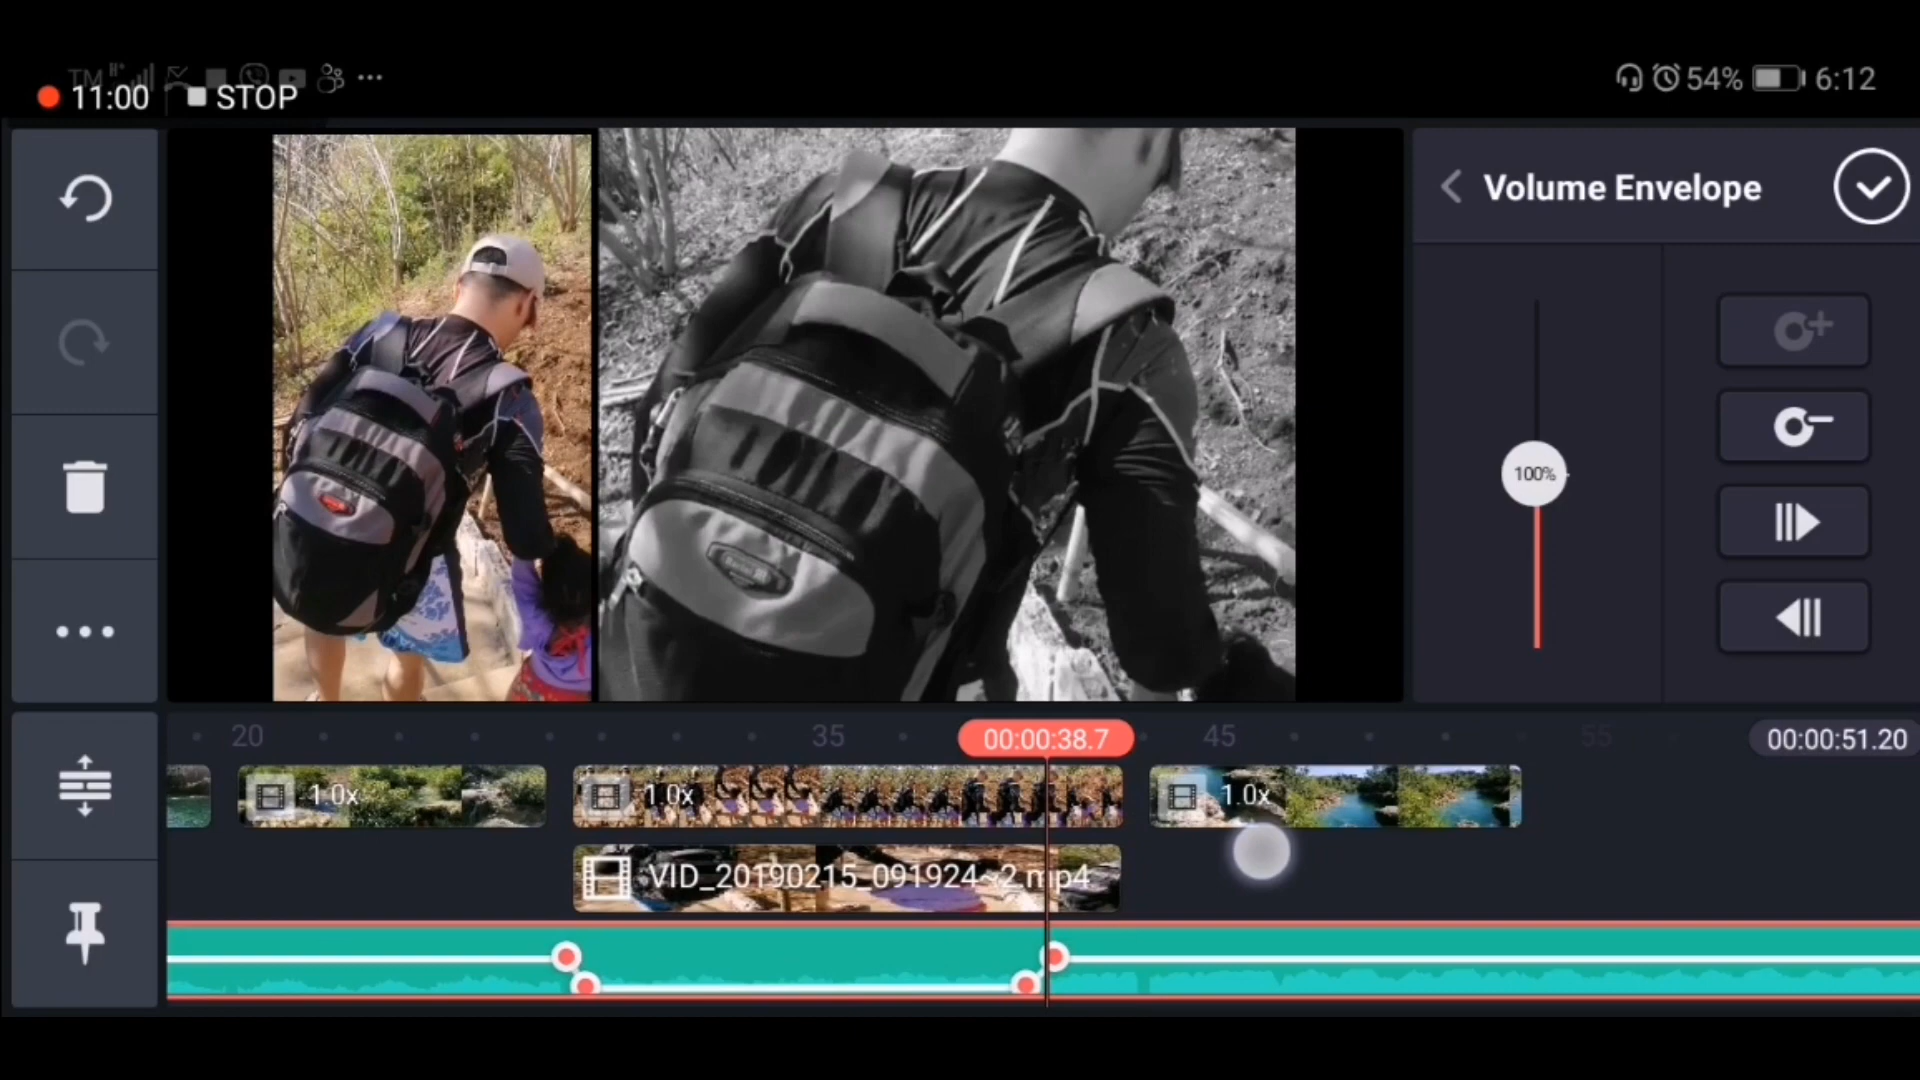 TM
54% 6:12
11:00 STOP
Volume Envelope
100%
20 35 00:00:38.7 45 55 00:00:51.20
1.0x 1.0x 1.0x
VID_20190215_091924~2.mp4